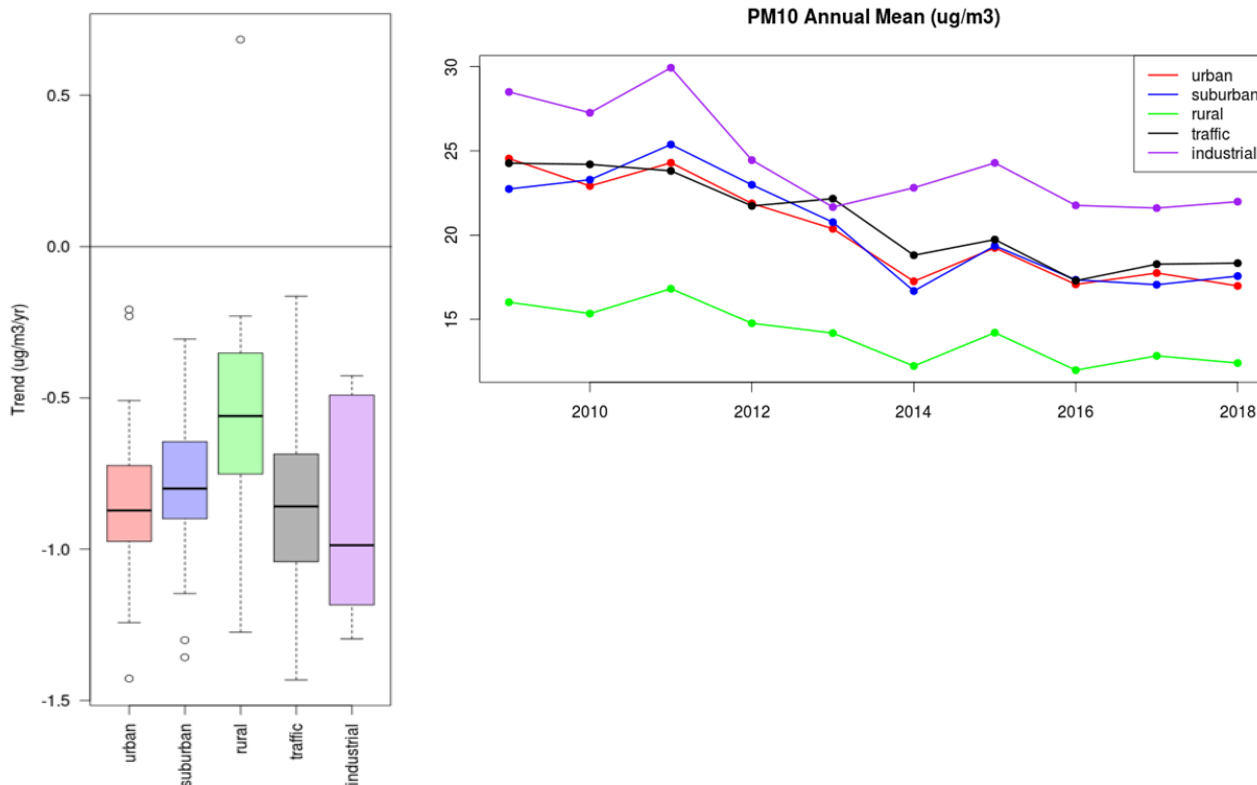 0.5
0.0
-0.5
-1.0
-1.5
Trend (ug/m3/yr)
urban
suburban
rural
traffic
industrial
PM10 Annual Mean (ug/m3)
30
25
20
15
2010
2012
2014
2016
2018
urban
suburban
rural
traffic
industrial